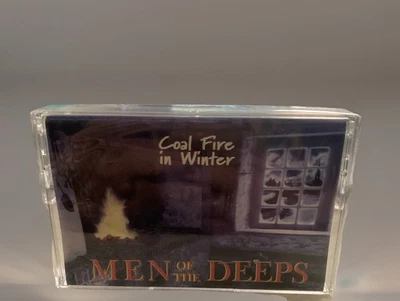 Coal Fire
in Winter
MEN OF THE DEEPS